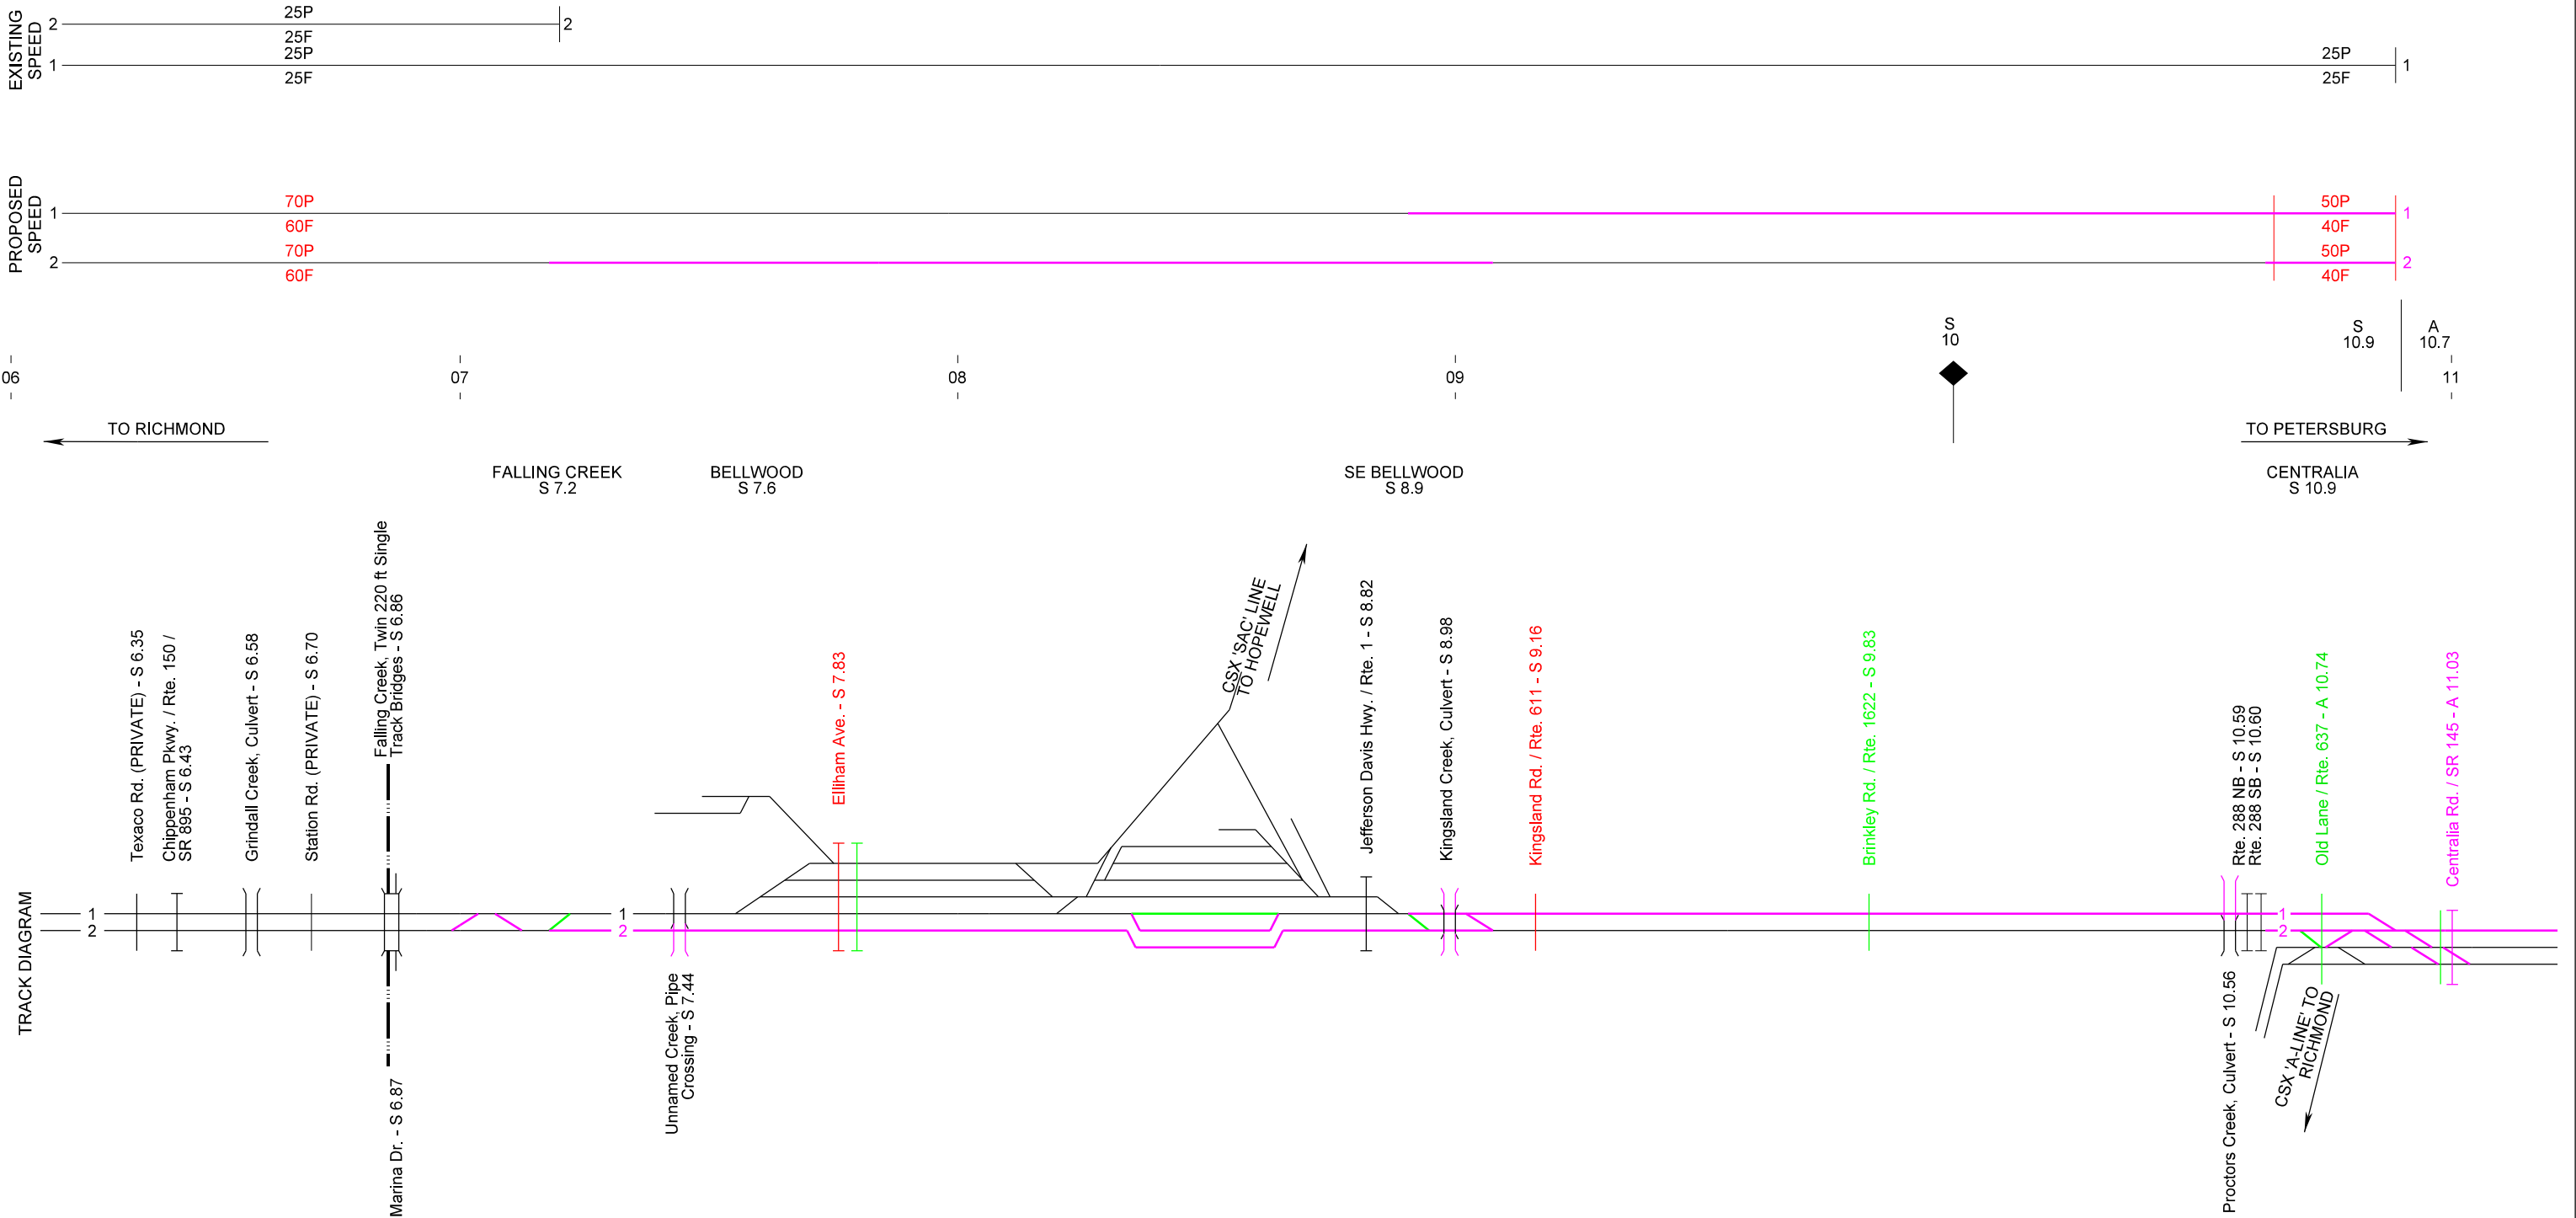 EXISTING
SPEED
2
25P
25F
2
1
25P
25F
25P
25F
1
PROPOSED
SPEED
1
70P
60F
50P
40F
1
2
70P
60F
50P
40F
2
S
10
S
10.9
A
10.7
06
07
08
09
11
TO RICHMOND
TO PETERSBURG
FALLING CREEK
S 7.2
BELLWOOD
S 7.6
SE BELLWOOD
S 8.9
CENTRALIA
S 10.9
TRACK DIAGRAM
1
2
Texaco Rd. (PRIVATE) - S 6.35
Chippenham Pkwy. / Rte. 150 /
SR 895 - S 6.43
Grindall Creek, Culvert - S 6.58
Station Rd. (PRIVATE) - S 6.70
Falling Creek, Twin 220 ft Single
Track Bridges - S 6.86
Marina Dr. - S 6.87
1
2
Unnamed Creek, Pipe
Crossing - S 7.44
Elliham Ave. - S 7.83
CSX 'SAC' LINE
TO HOPEWELL
Jefferson Davis Hwy. / Rte. 1 - S 8.82
Kingsland Creek, Culvert - S 8.98
Kingsland Rd. / Rte. 611 - S 9.16
Brinkley Rd. / Rte. 1622 - S 9.83
Proctors Creek, Culvert - S 10.56
Rte. 288 NB - S 10.59
Rte. 288 SB - S 10.60
1
2
Old Lane / Rte. 637 - A 10.74
CSX 'A-LINE' TO
RICHMOND
Centralia Rd. / SR 145 - A 11.03